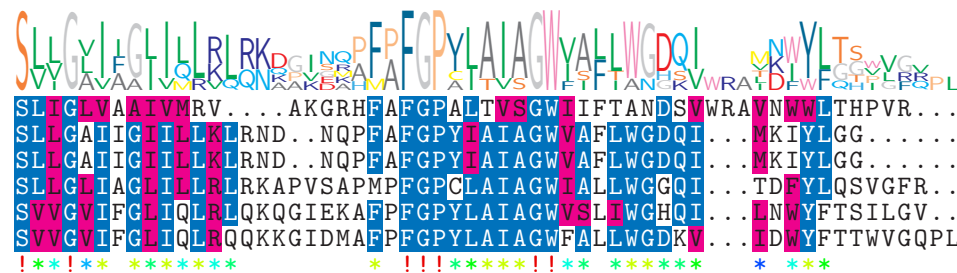 SLIGLVAAIVMRV....AKGRHFAFGPALTVSGWIIFTANDSVWRAVNWWLTHPVR...
SLLGAIIGIILLKLRND..NQPFAFGPYIAIAGWVAFLWGDQI...MKIYLGG......
SLLGAIIGIILLKLRND..NQPFAFGPYIAIAGWVAFLWGDQI...MKIYLGG......
SLLGLIAGLILLRLRKAPVSAPMPFGPCLAIAGWIALLWGGQI...TDFYLQSVGFR..
SVVGVIFGLIQLRLQKQGIEKAFPFGPYLAIAGWVSLIWGHQI...LNWYFTSILGV..
SVVGVIFGLIQLRQQKKGIDMAFPFGPYLAIAGWFALLWGDKV...IDWYFTTWVGQPL